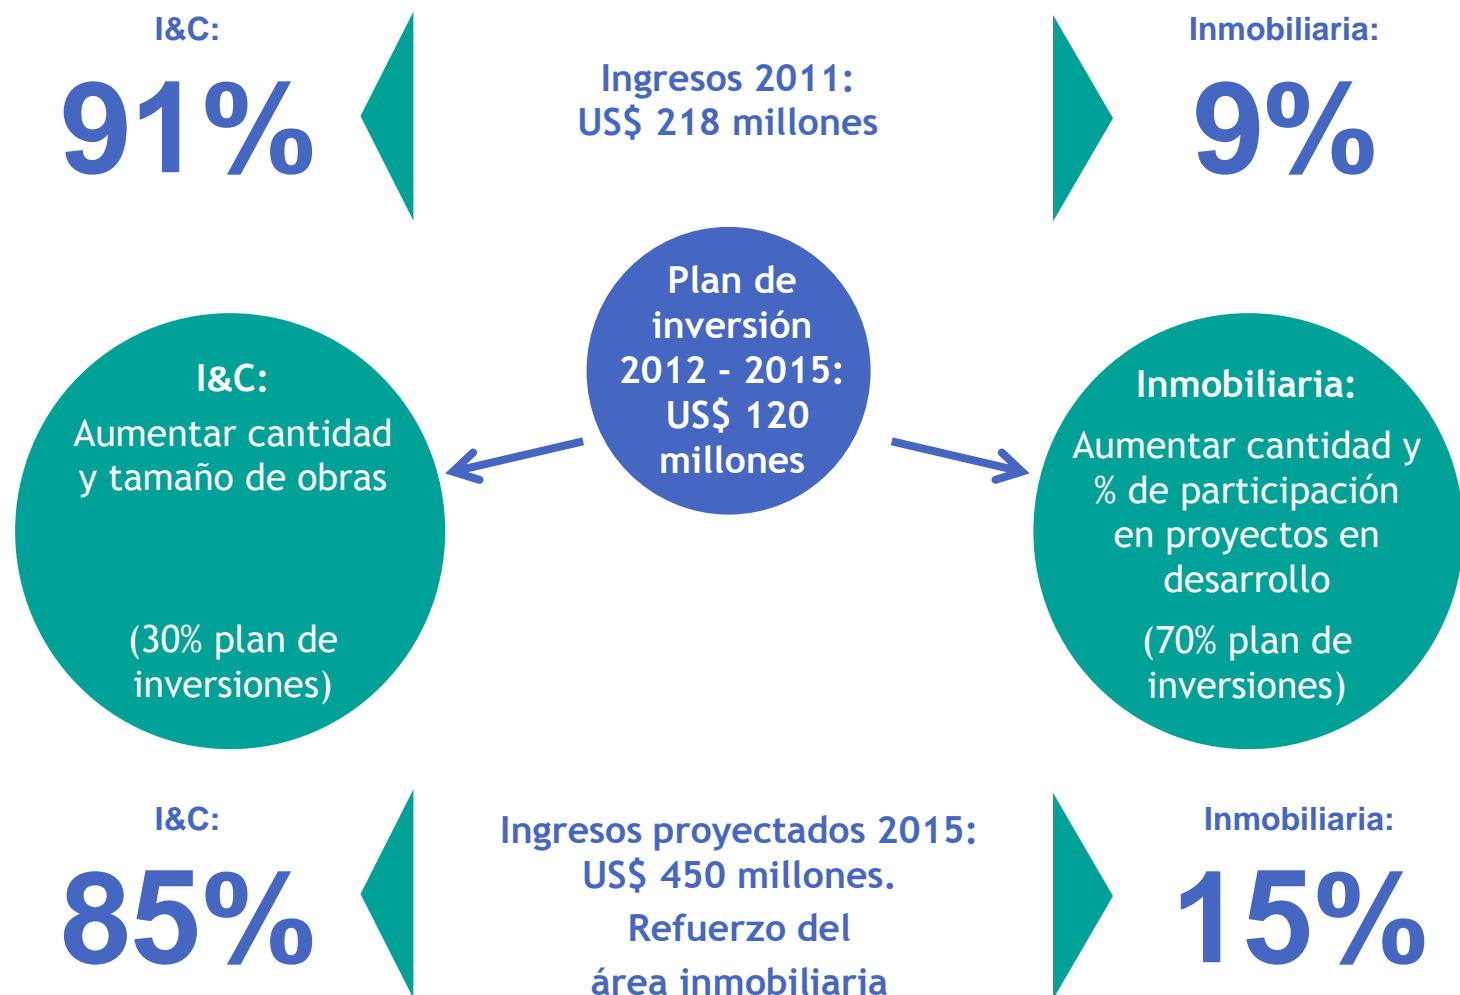 I&C:
91%
Ingresos 2011:
US$ 218 millones
Inmobiliaria:
9%
Plan de
inversión
2012 - 2015:
US$ 120
millones
I&C:
Aumentar cantidad
y tamaño de obras
(30% plan de
inversiones)
Inmobiliaria:
Aumentar cantidad y
% de participación
en proyectos en
desarrollo
(70% plan de
inversiones)
I&C:
85%
Ingresos proyectados 2015:
US$ 450 millones.
Refuerzo del
área inmobiliaria
Inmobiliaria:
15%